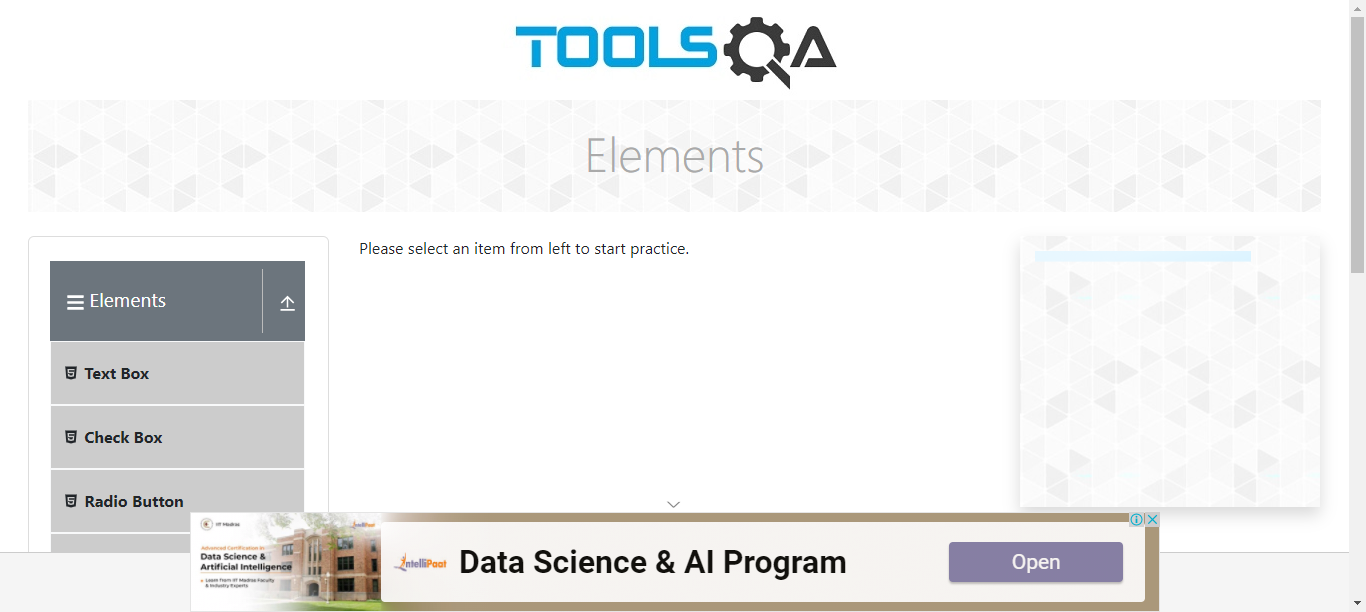 TOOLSQA
Elements
Please select an item from left to start practice.
Elements
Text Box
Check Box
Radio Button
IIT Madras
intelliPaat
Advanced Certification in
Data Science &
Artificial Intelligence
Learn from IIT Madras Faculty
& Industry Experts
intelliPaat
Data Science & AI Program
Open